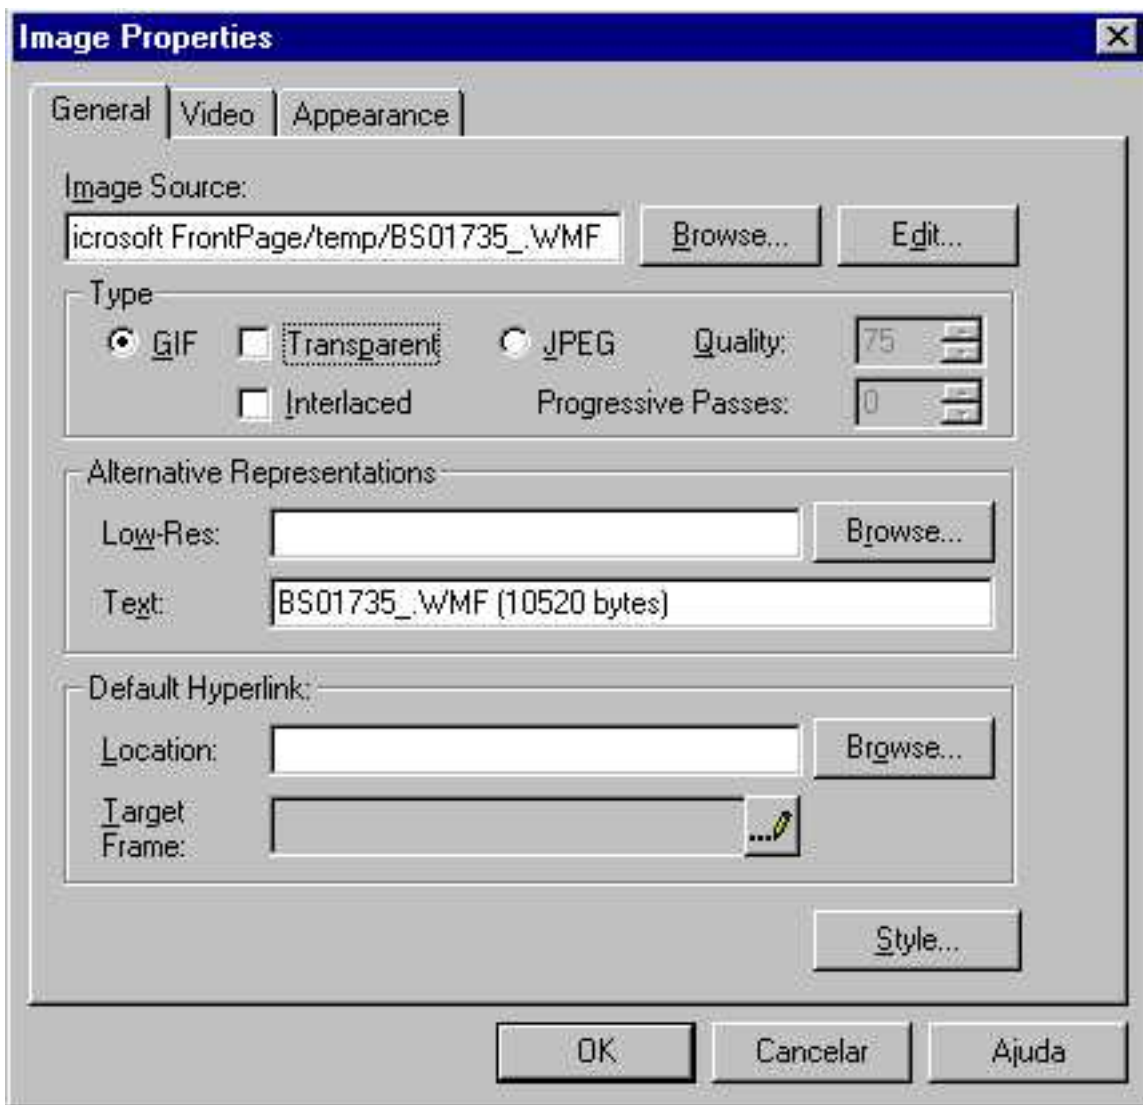 Image Properties
General Video Appearance
Image Source:
icrosoft FrontPage/temp/BS01735_.WMF Browse... Edit...
Type
GIF Transparent JPEG Quality: 75
Interlaced Progressive Passes: 0
Alternative Representations
Low-Res: Browse...
Text: BS01735_.WMF (10520 bytes)
Default Hyperlink:
Location: Browse...
Target
Frame: ...
Style...
OK Cancelar Ajuda